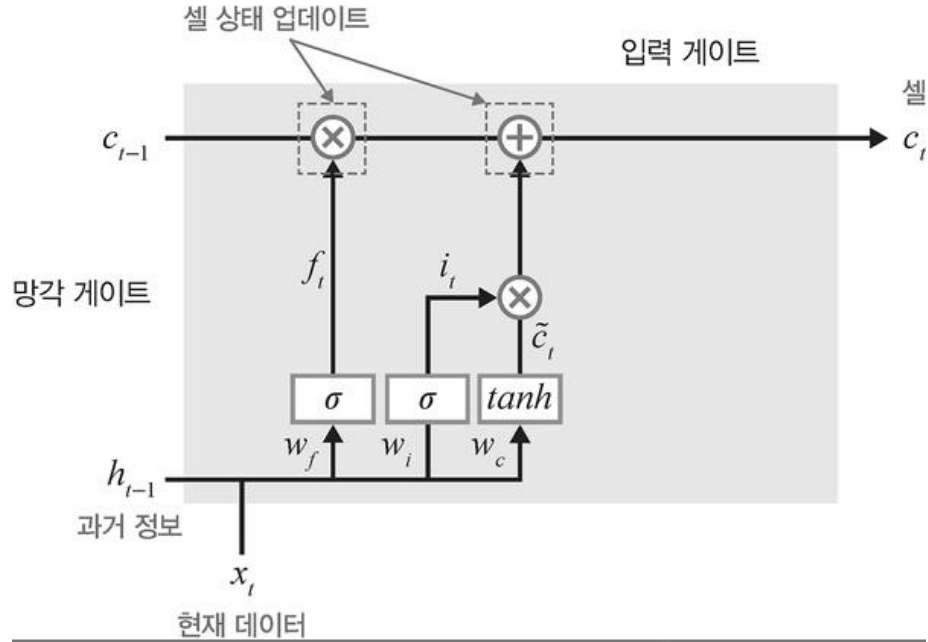 셀 상태 업데이트
입력 게이트
셀
c_{t-1}
×
+
c_t
f_t
i_t
×
망각 게이트
c̃_t
σ
σ
tanh
w_f
w_i
w_c
h_{t-1}
과거 정보
x_t
현재 데이터